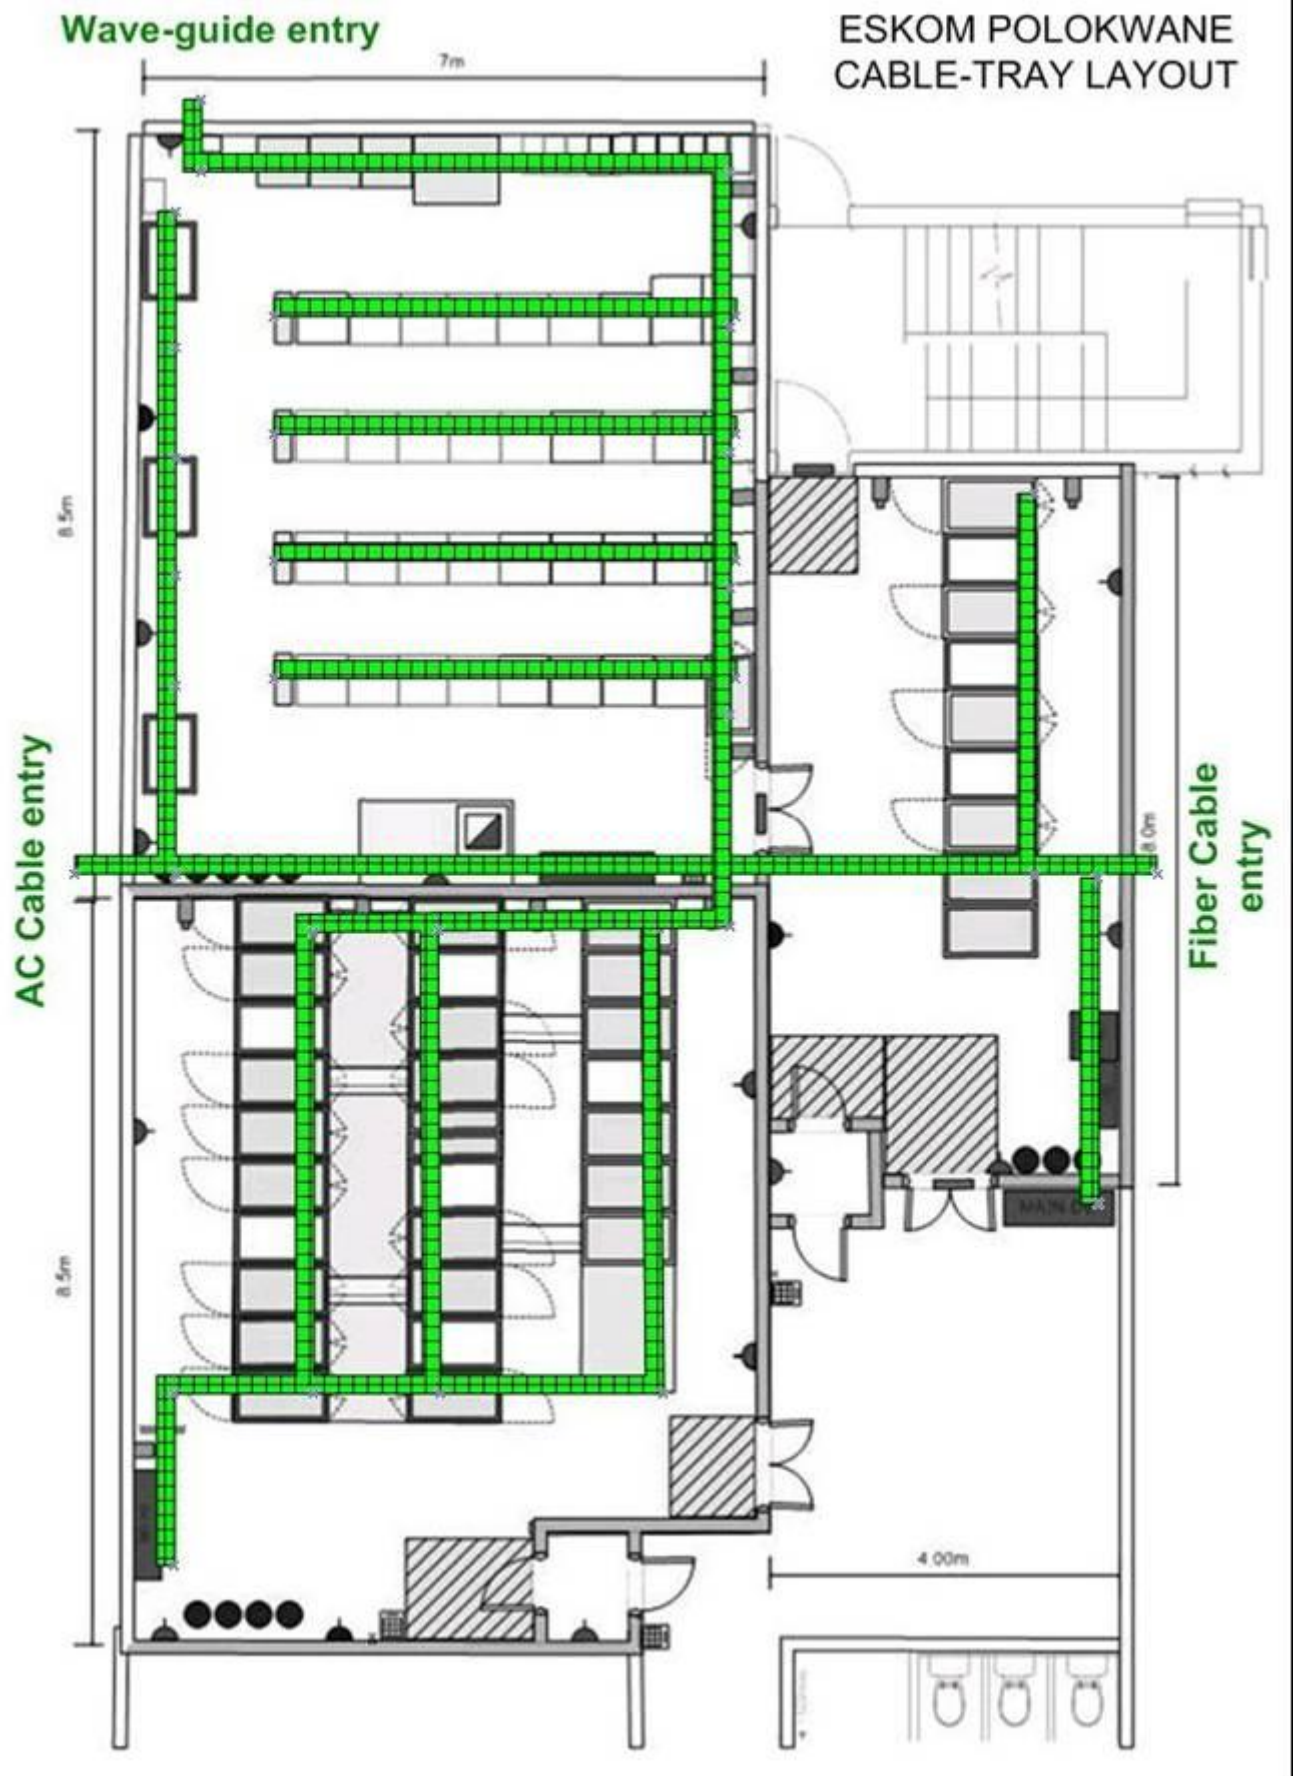 Wave-guide entry
ESKOM POLOKWANE
CABLE-TRAY LAYOUT
7m
8.5m
AC Cable entry
8.0m
Fiber Cable
entry
MAIN D
8.5m
4.00m